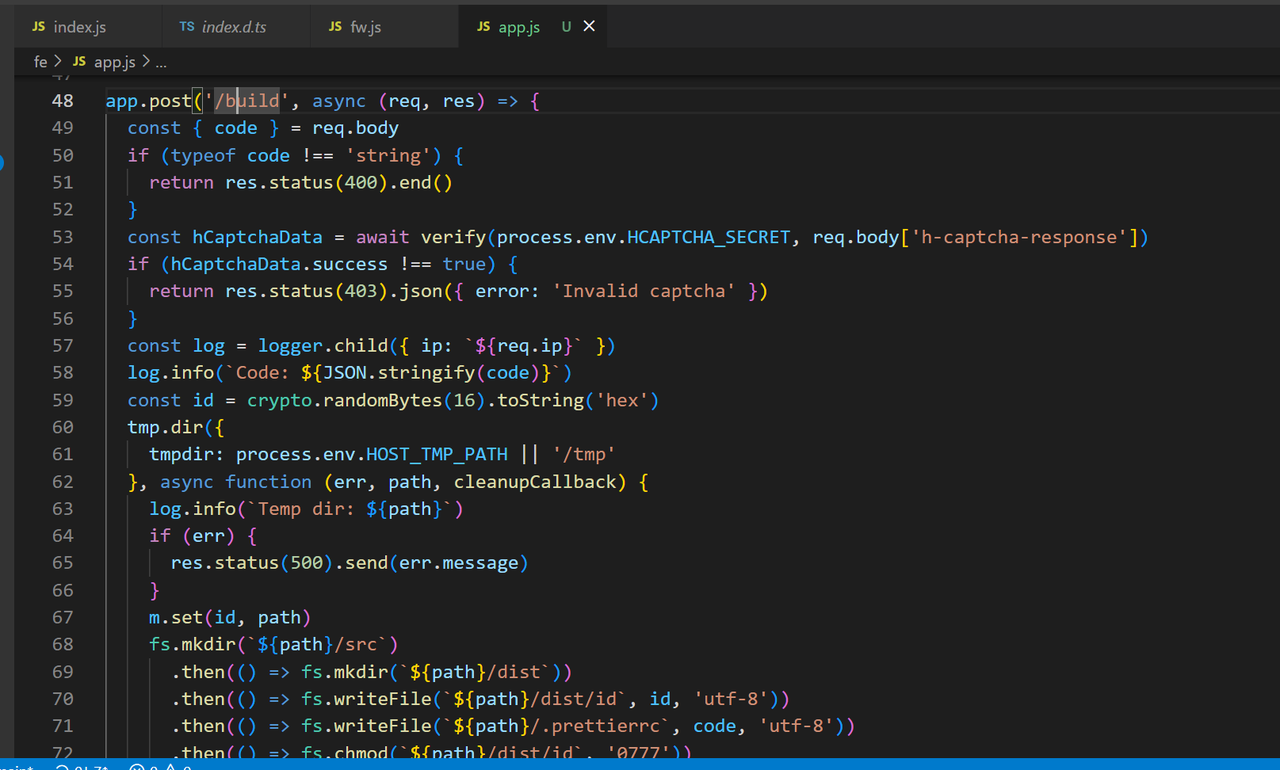 JS index.js TS index.d.ts JS fw.js JS app.js U ×
fe > JS app.js > ...
47
48 app.post('/build', async (req, res) => {
49 const { code } = req.body
50 if (typeof code !== 'string') {
51 return res.status(400).end()
52 }
53 const hCaptchaData = await verify(process.env.HCAPTCHA_SECRET, req.body['h-captcha-response'])
54 if (hCaptchaData.success !== true) {
55 return res.status(403).json({ error: 'Invalid captcha' })
56 }
57 const log = logger.child({ ip: `${req.ip}` })
58 log.info(`Code: ${JSON.stringify(code)}`)
59 const id = crypto.randomBytes(16).toString('hex')
60 tmp.dir({
61 tmpdir: process.env.HOST_TMP_PATH || '/tmp'
62 }, async function (err, path, cleanupCallback) {
63 log.info(`Temp dir: ${path}`)
64 if (err) {
65 res.status(500).send(err.message)
66 }
67 m.set(id, path)
68 fs.mkdir(`${path}/src`)
69 .then(() => fs.mkdir(`${path}/dist`))
70 .then(() => fs.writeFile(`${path}/dist/id`, id, 'utf-8'))
71 .then(() => fs.writeFile(`${path}/.prettierrc`, code, 'utf-8'))
72 .then(() => fs.chmod(`${path}/dist/id`, '0777'))